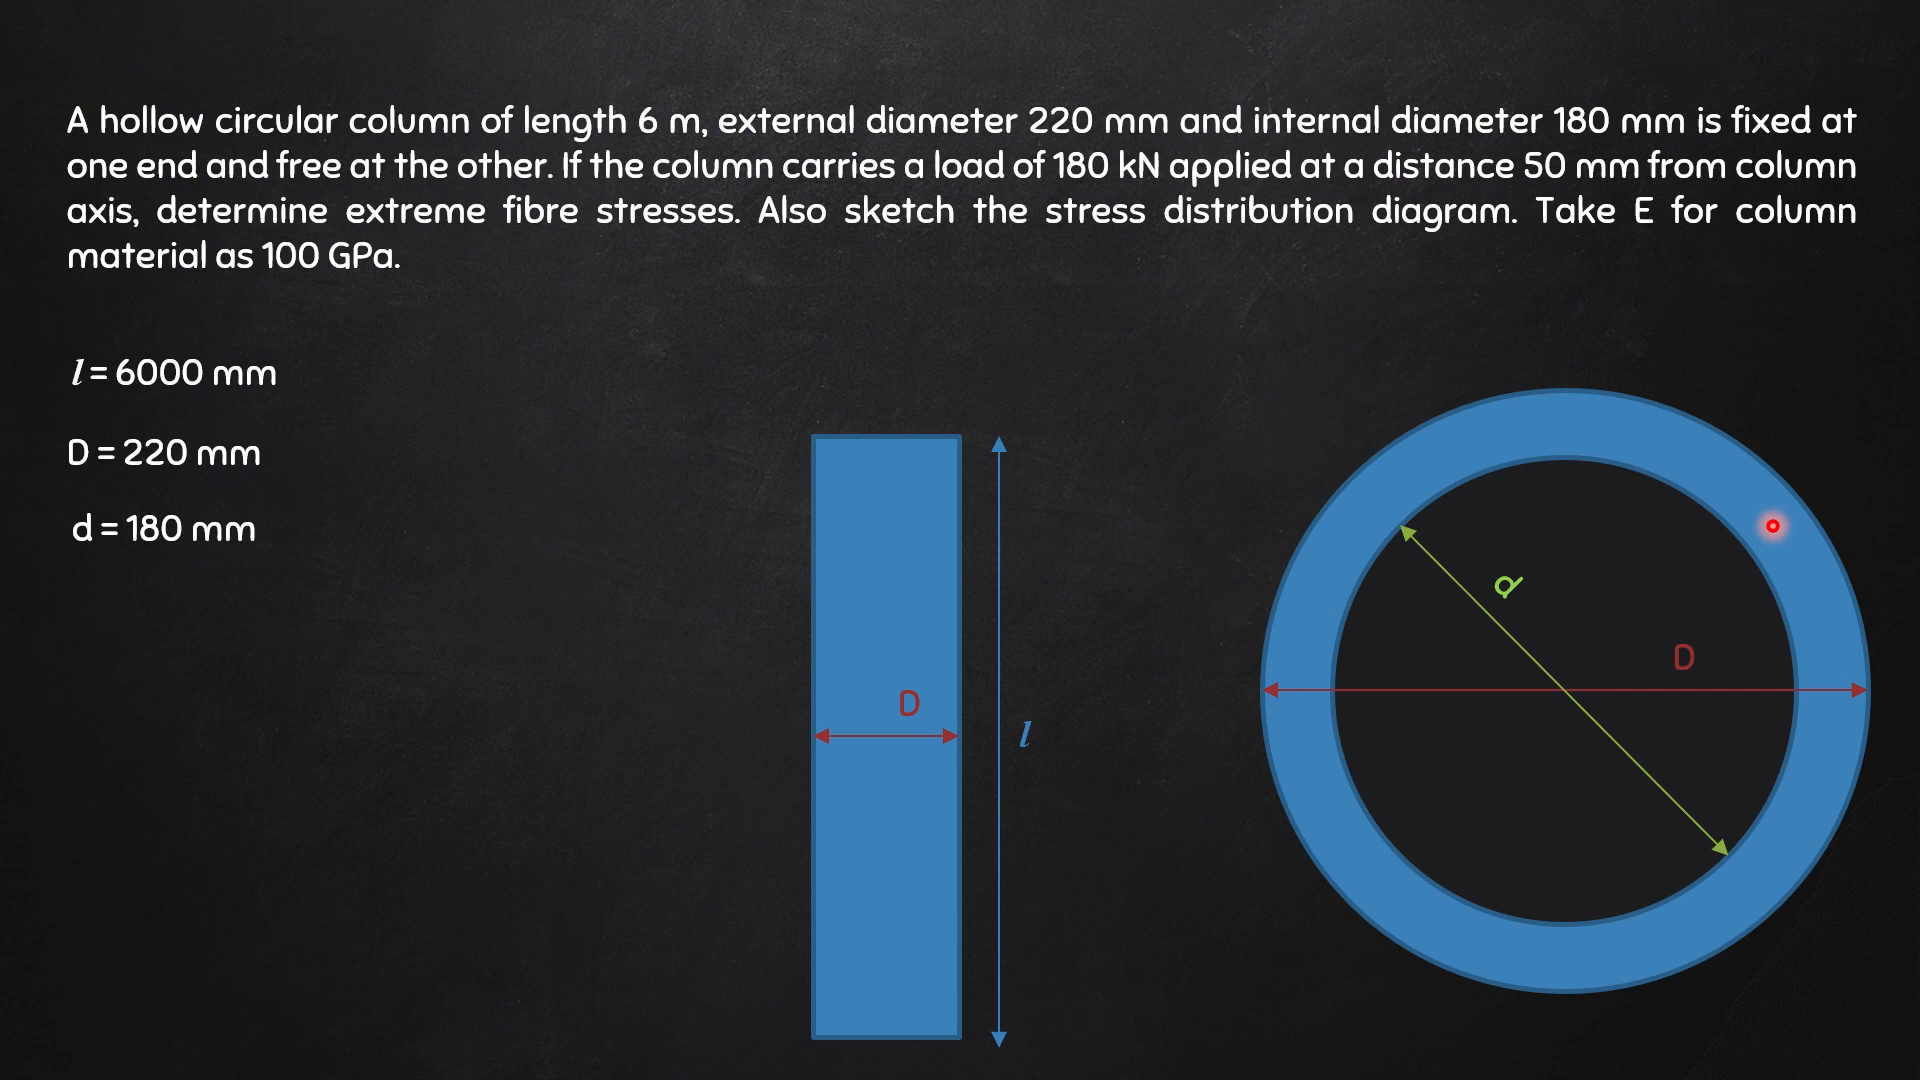 A hollow circular column of length 6 m, external diameter 220 mm and internal diameter 180 mm is fixed at
one end and free at the other. If the column carries a load of 180 kN applied at a distance 50 mm from column
axis, determine extreme fibre stresses. Also sketch the stress distribution diagram. Take E for column
material as 100 GPa.
l = 6000 mm
D = 220 mm
d = 180 mm
D
l
d
D